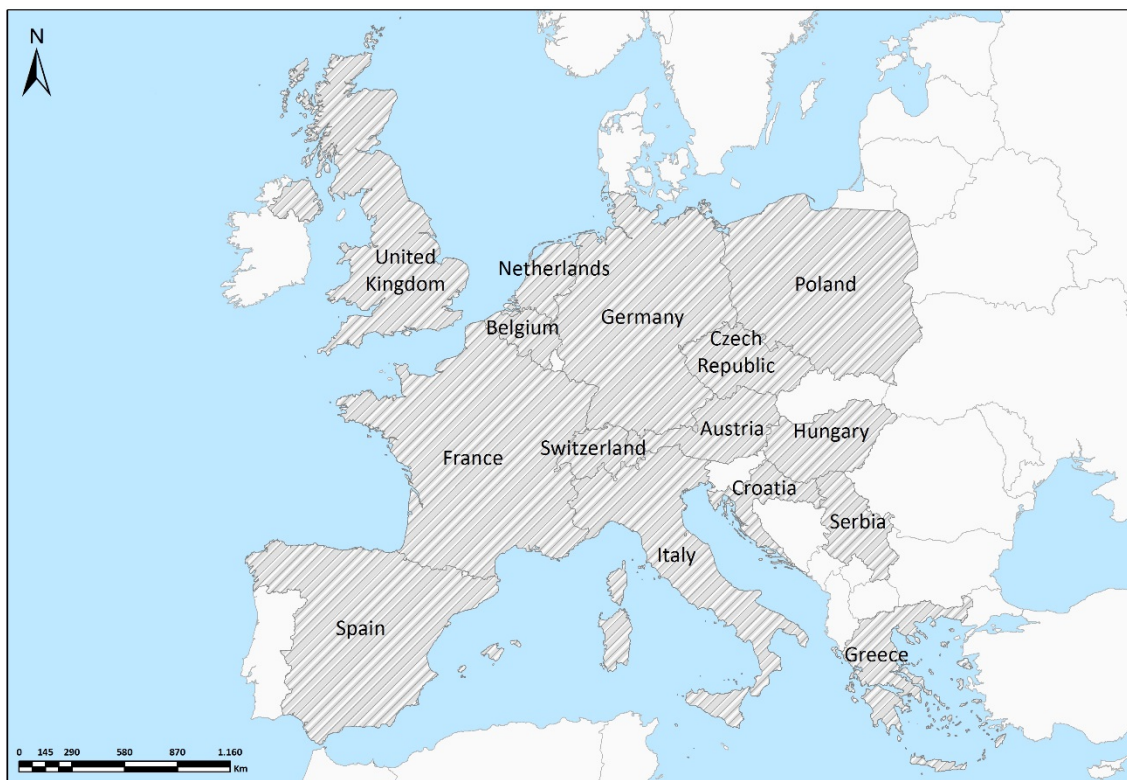 N
United
Kingdom
Netherlands
Belgium
Germany
Poland
Czech
Republic
France
Switzerland
Austria
Hungary
Croatia
Serbia
Italy
Spain
Greece
0 145 290 580 870 1.160
Km